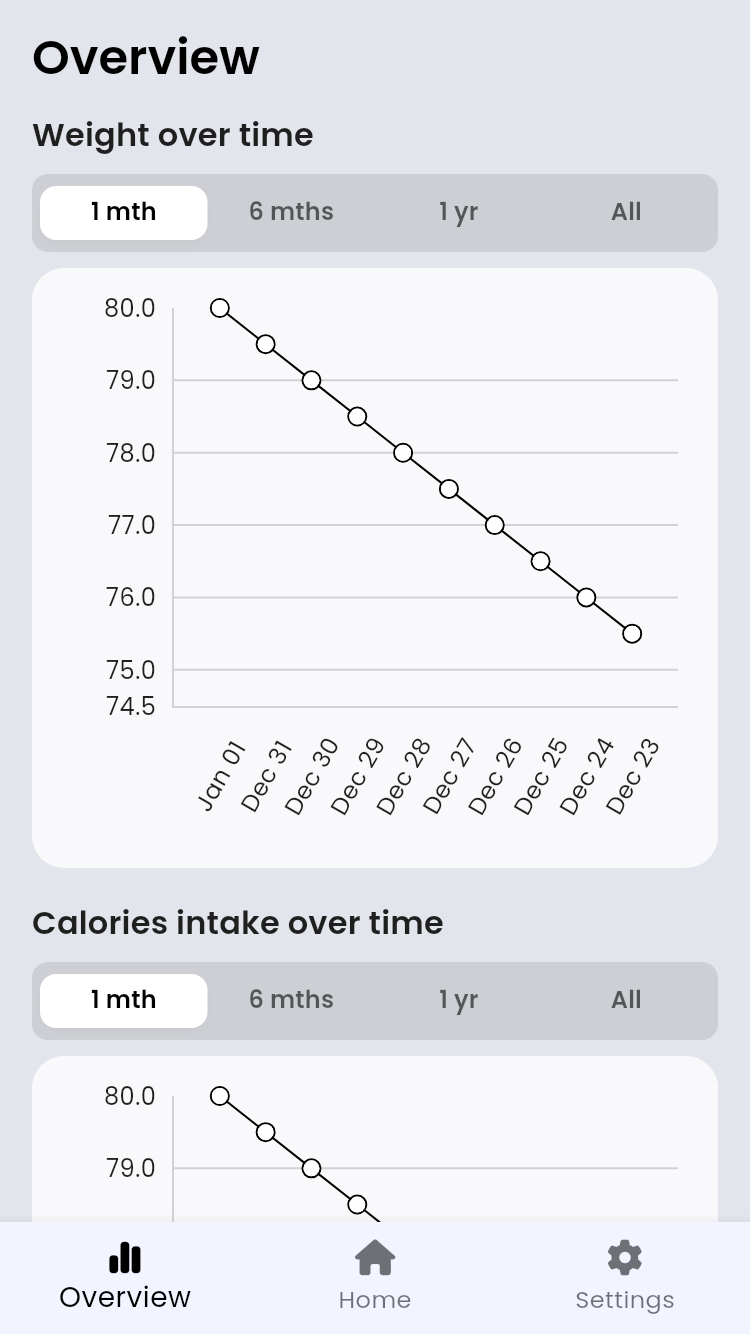 Overview
Weight over time
1 mth 6 mths 1 yr All
80.0
79.0
78.0
77.0
76.0
75.0
74.5
Jan 01 Dec 31 Dec 30 Dec 29 Dec 28 Dec 27 Dec 26 Dec 25 Dec 24 Dec 23
Calories intake over time
1 mth 6 mths 1 yr All
80.0
79.0
Overview Home Settings